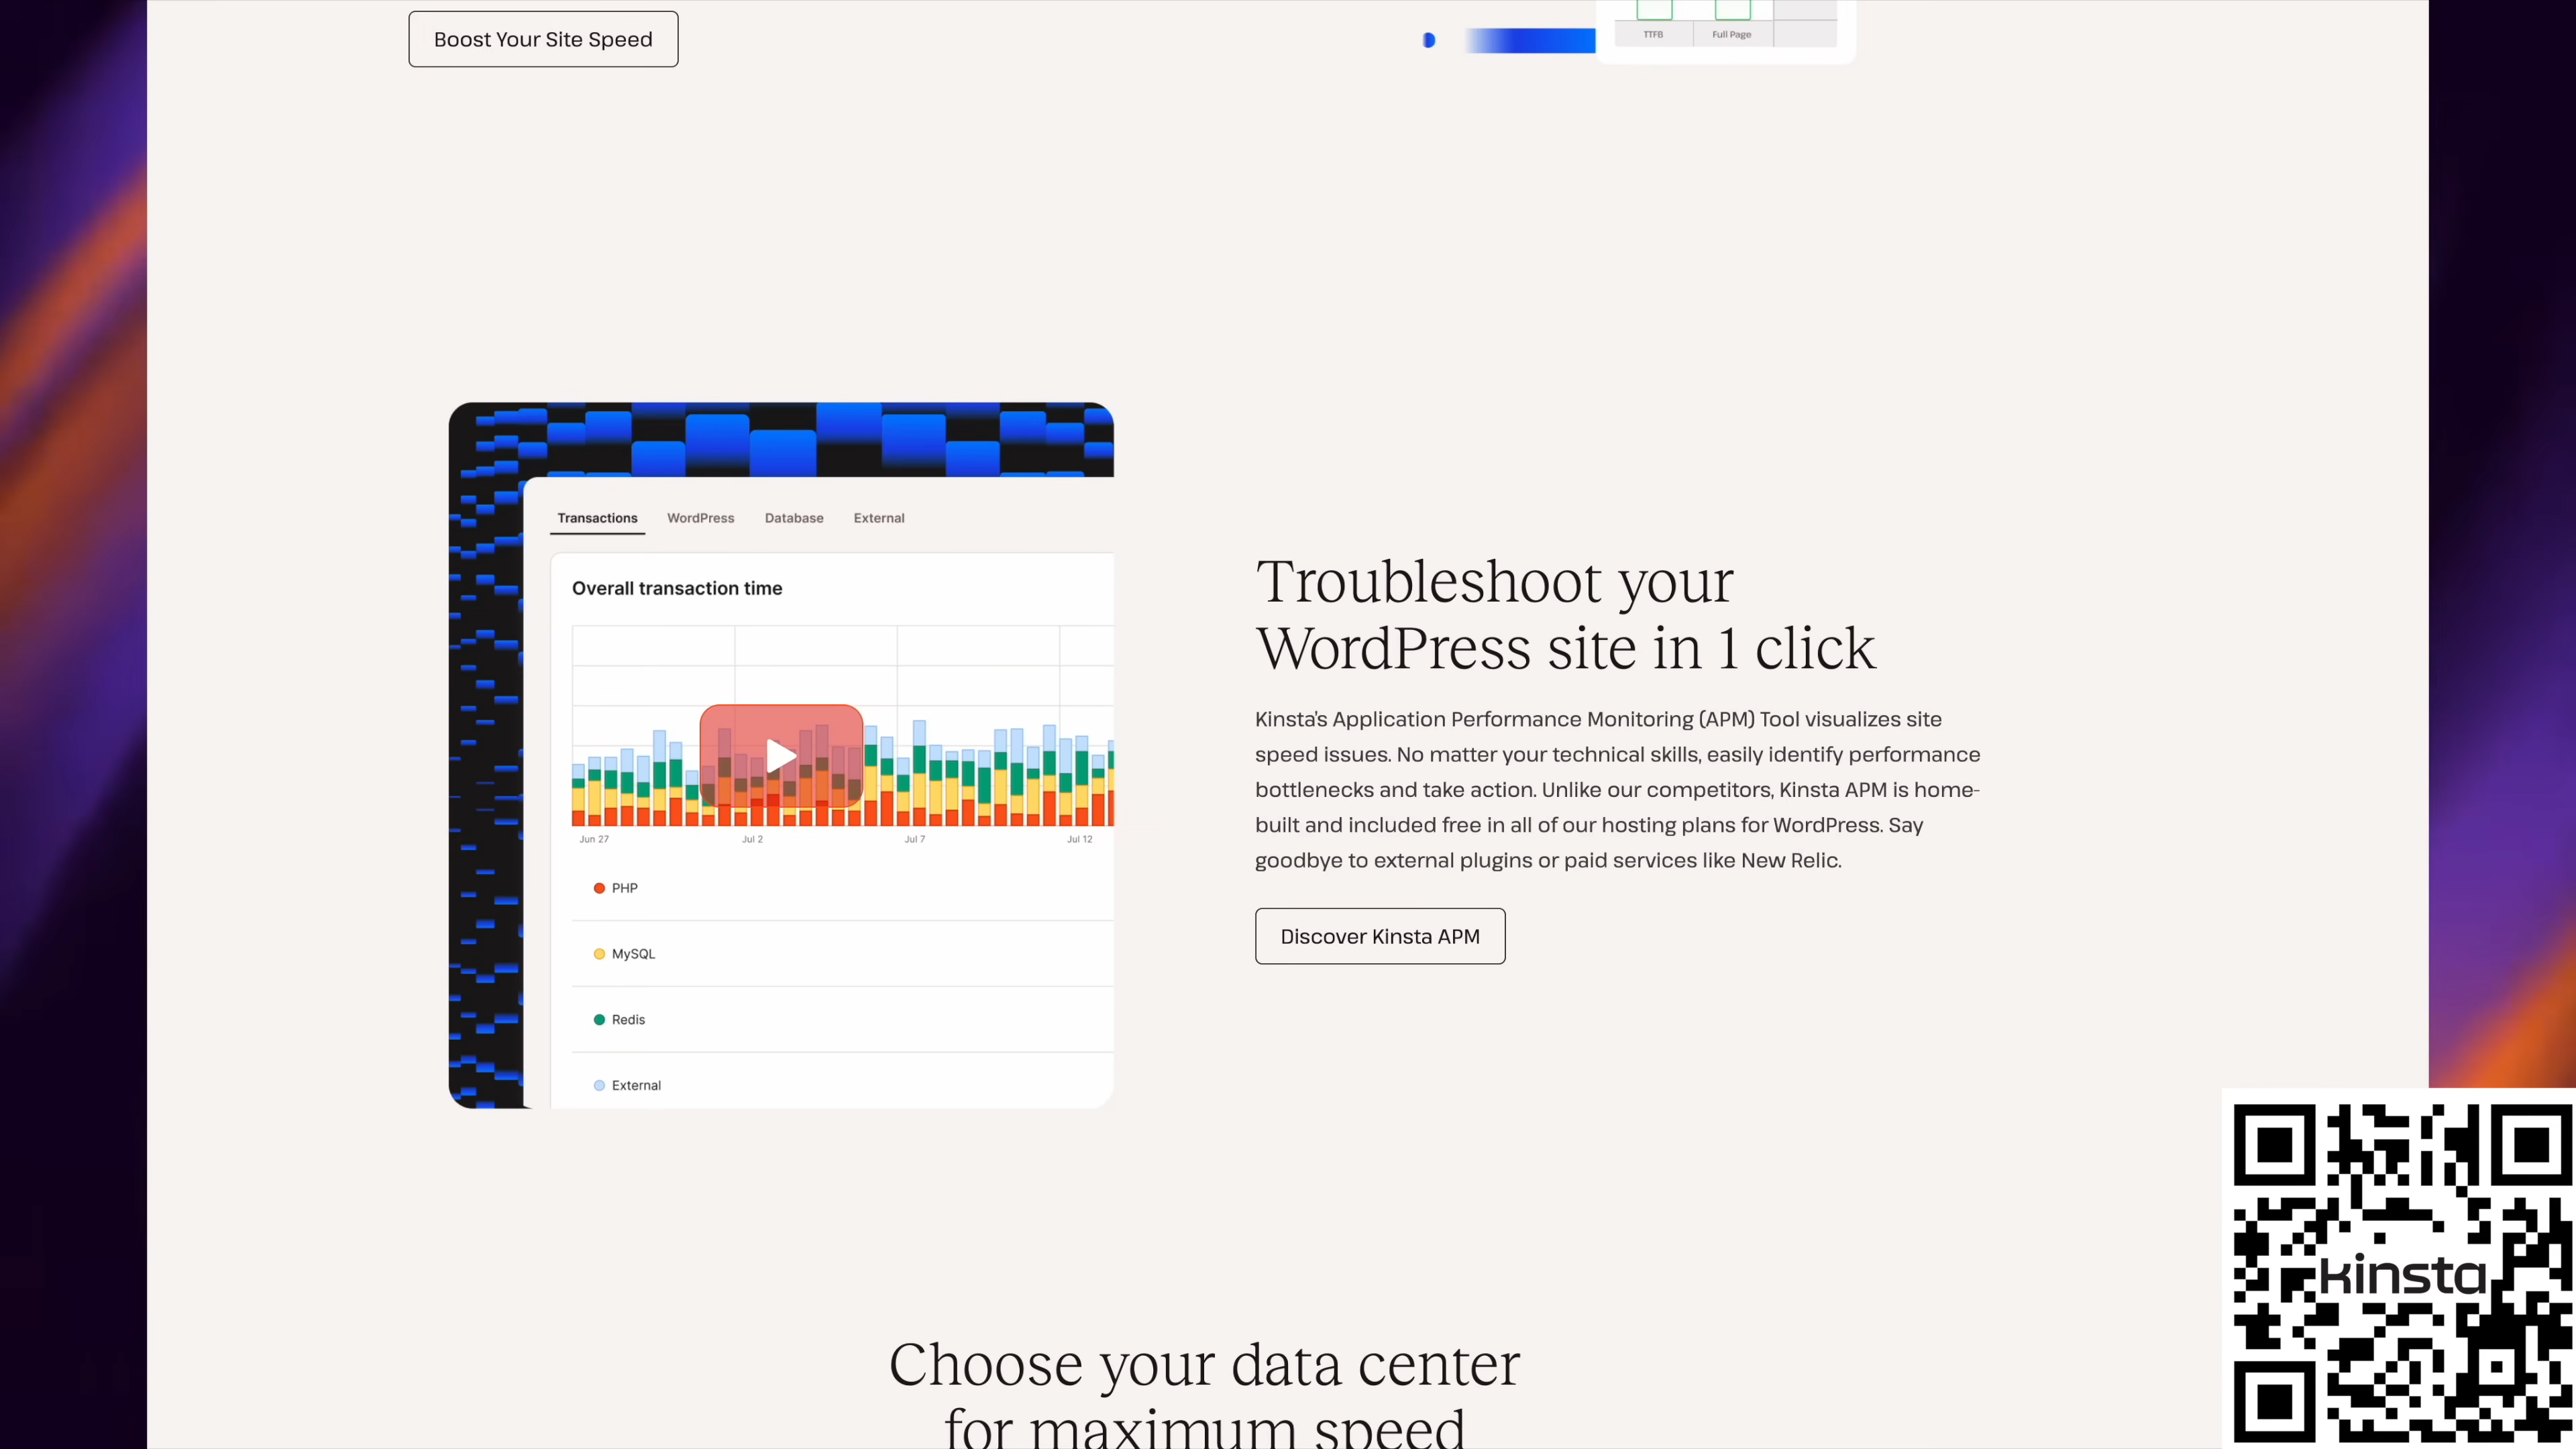 Boost Your Site Speed
TTFB
Full Page
Transactions
WordPress
Database
External
Overall transaction time
Jun 27
Jul 2
Jul 7
Jul 12
PHP
MySQL
Redis
External
Troubleshoot your
WordPress site in 1 click
Kinsta's Application Performance Monitoring (APM) Tool visualizes site
speed issues. No matter your technical skills, easily identify performance
bottlenecks and take action. Unlike our competitors, Kinsta APM is home-
built and included free in all of our hosting plans for WordPress. Say
goodbye to external plugins or paid services like New Relic.
Discover Kinsta APM
Choose your data center
for maximum speed
kinsta